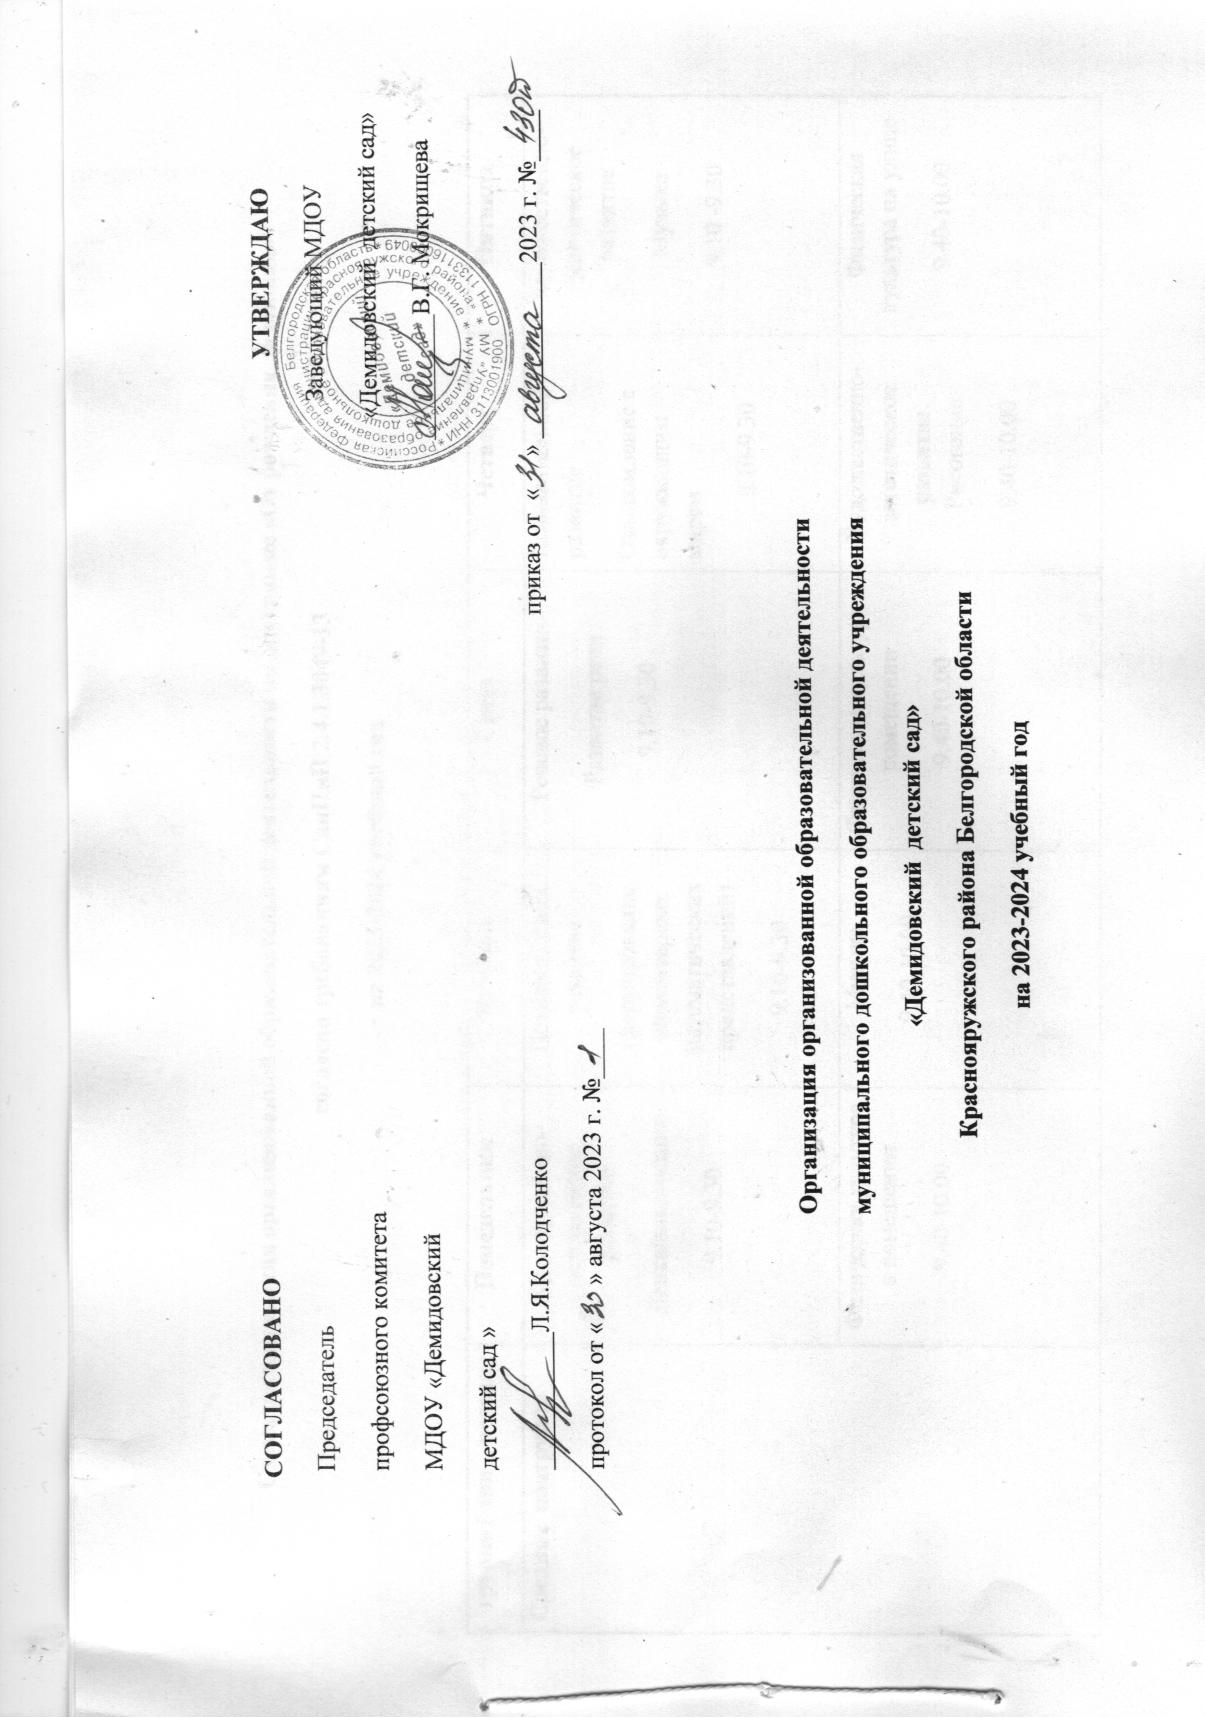 СОГЛАСОВАНО
Председатель
профсоюзного комитета
МДОУ «Демидовский
детский сад »
Л.Я.Колодченко
протокол от «30» августа 2023 г. № 1
УТВЕРЖДАЮ
Заведующий МДОУ
«Демидовский детский сад»
В.Г. Мокрищева
приказ от «31» августа 2023 г. № 430д
Организация организованной образовательной деятельности
муниципального дошкольного образовательного учреждения
«Демидовский детский сад»
Краснояружского района Белгородской области
на 2023-2024 учебный год